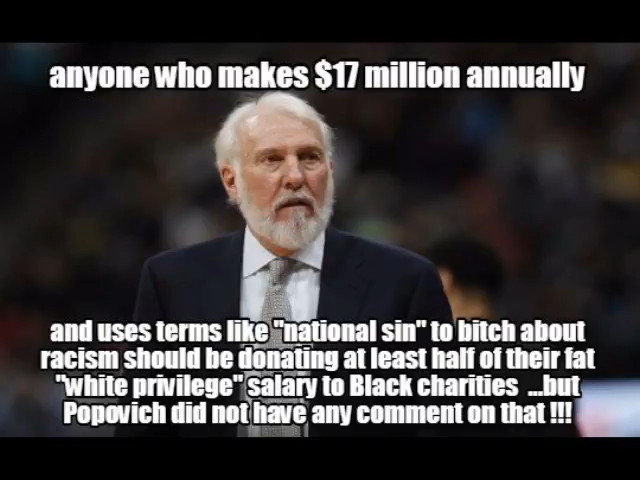 anyone who makes $17 million annually
and uses terms like "national sin" to bitch about
racism should be donating at least half of their fat
"white privilege" salary to Black charities ...but
Popovich did not have any comment on that !!!